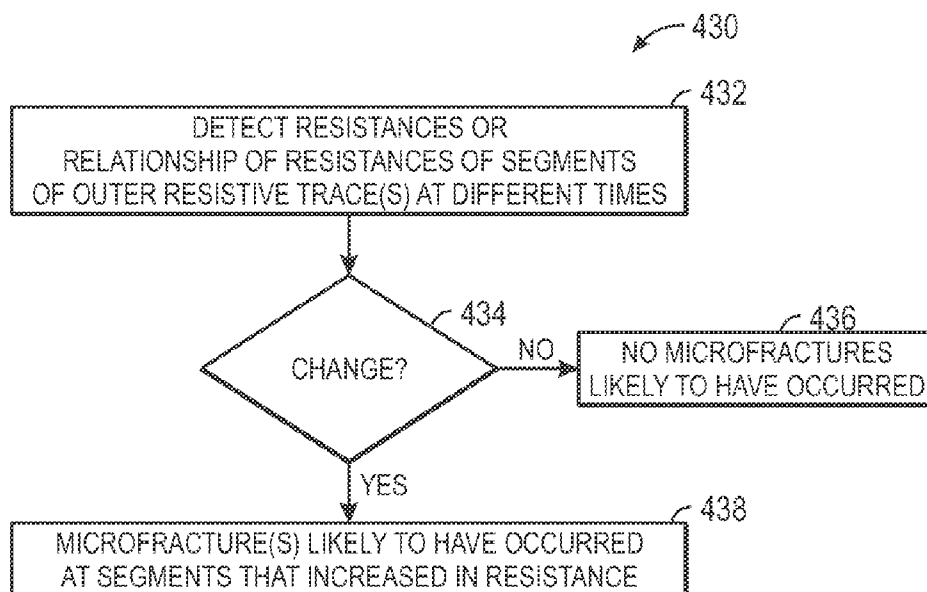 430
432
DETECT RESISTANCES OR
RELATIONSHIP OF RESISTANCES OF SEGMENTS
OF OUTER RESISTIVE TRACE(S) AT DIFFERENT TIMES
434
CHANGE?
NO
436
NO MICROFRACTURES
LIKELY TO HAVE OCCURRED
YES
438
MICROFRACTURE(S) LIKELY TO HAVE OCCURRED
AT SEGMENTS THAT INCREASED IN RESISTANCE